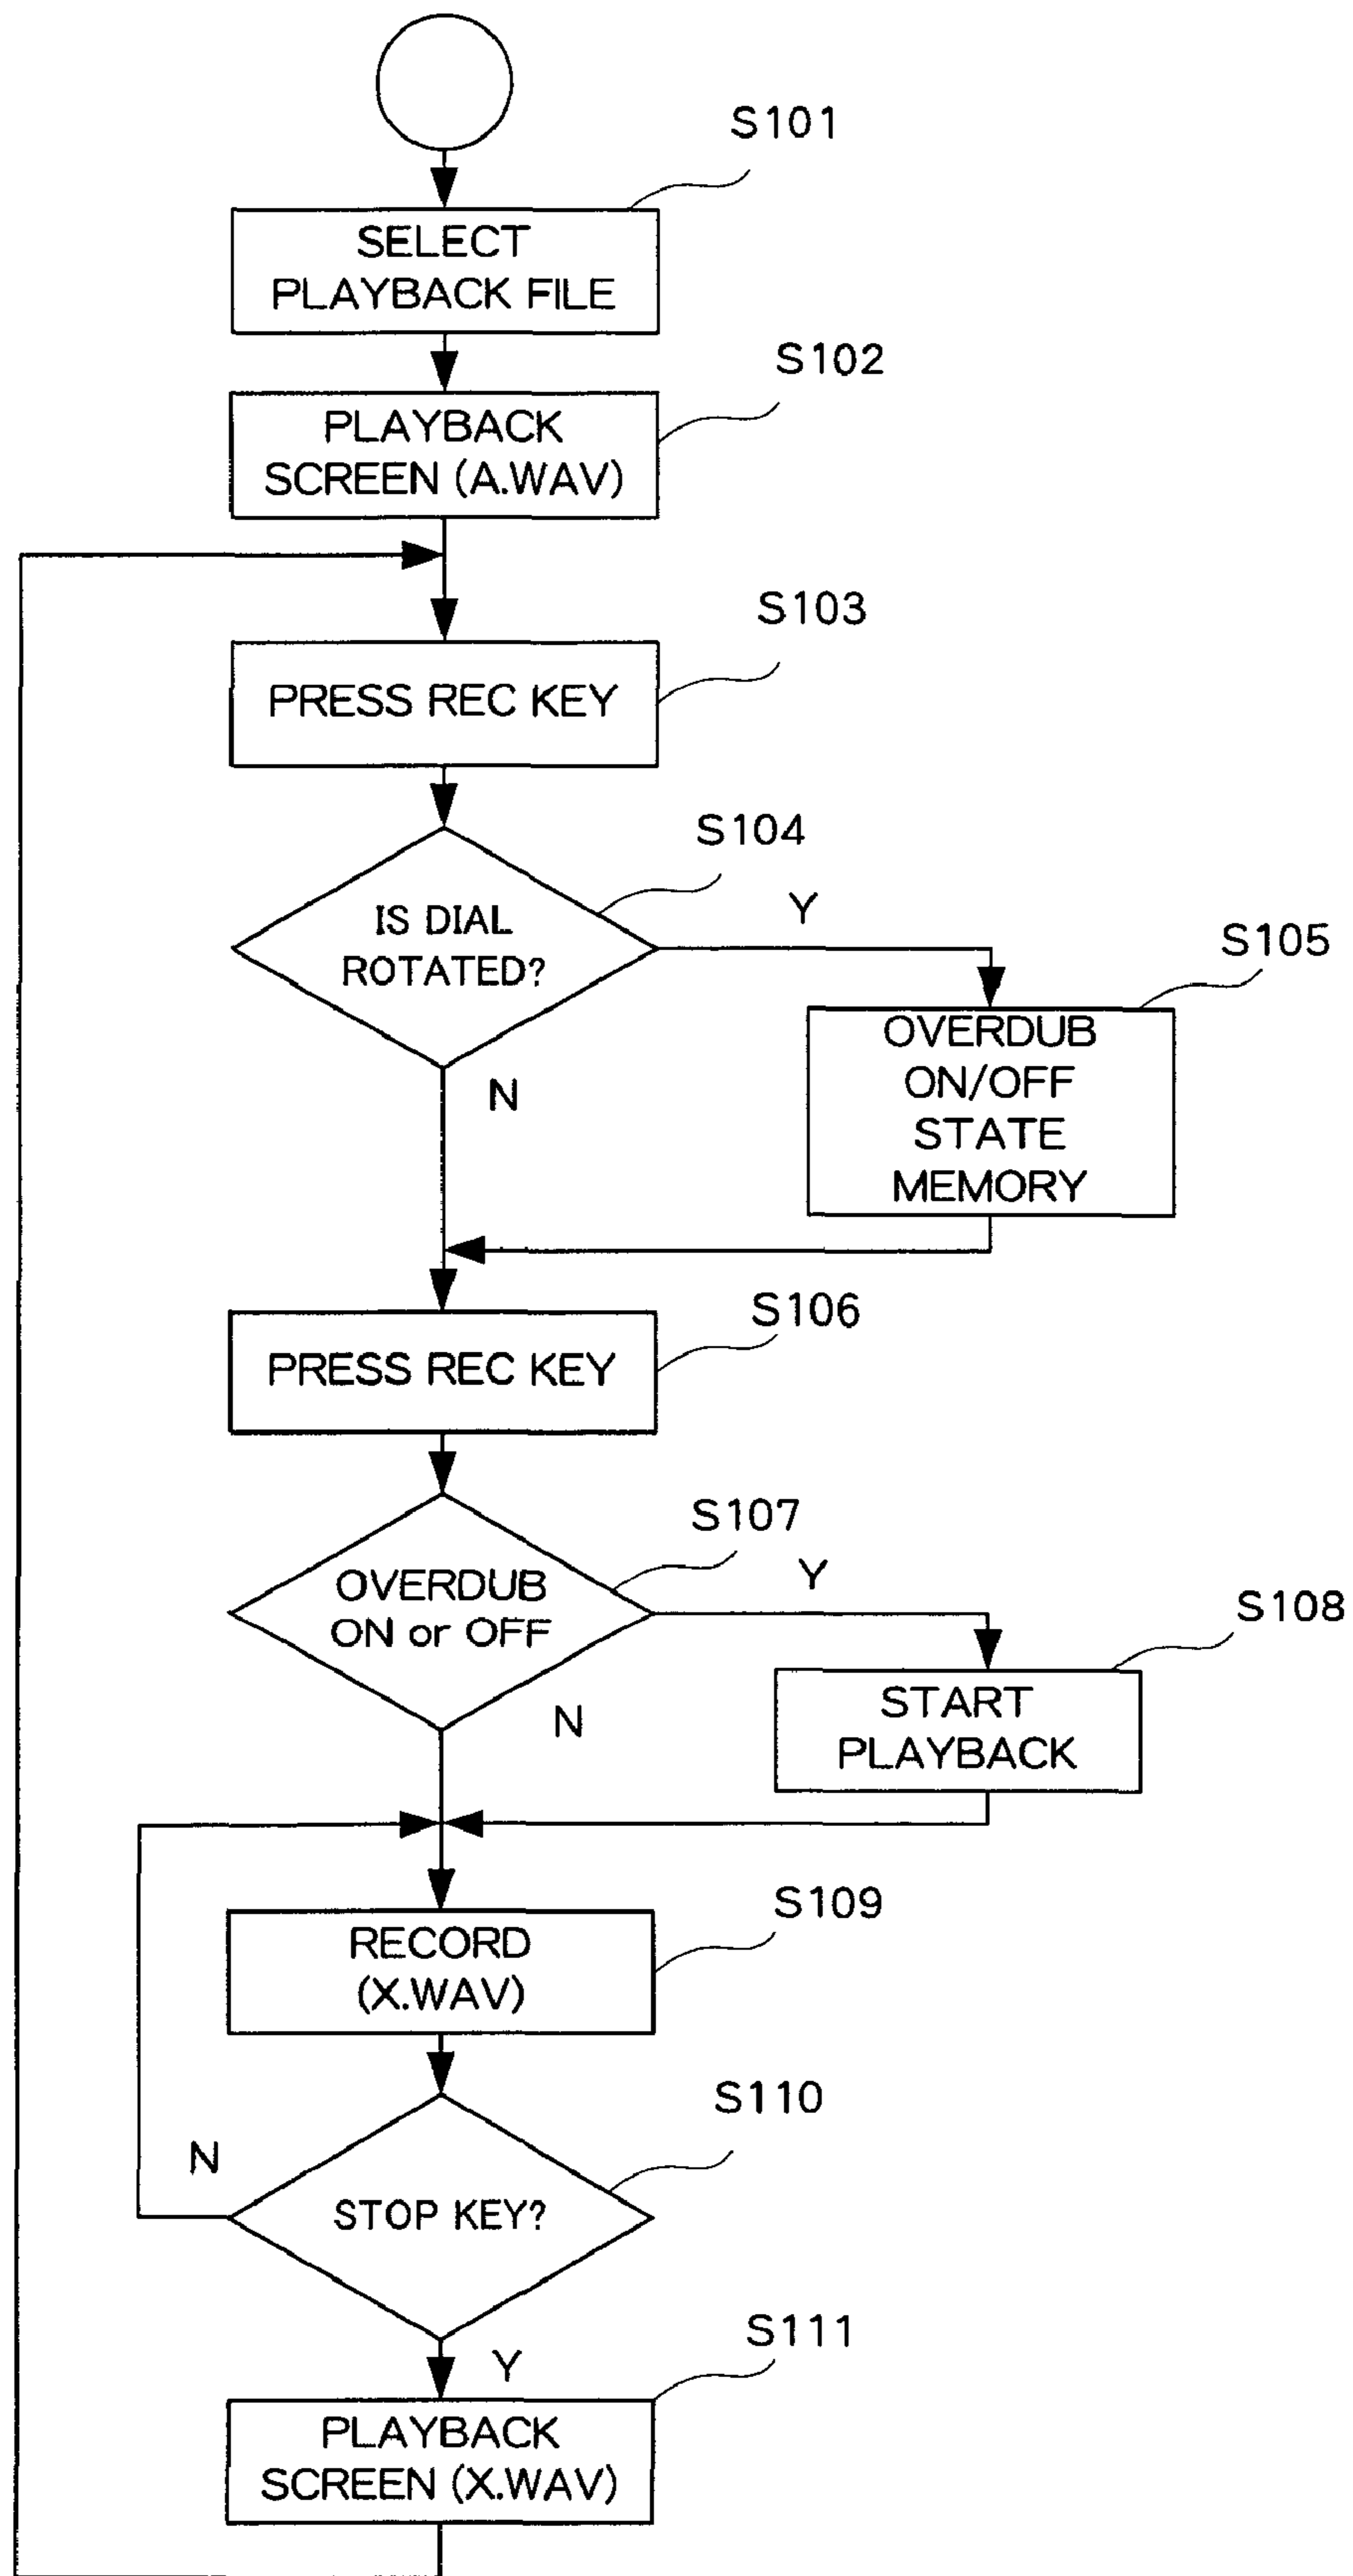 S101
SELECT
PLAYBACK FILE
S102
PLAYBACK
SCREEN (A.WAV)
S103
PRESS REC KEY
S104
IS DIAL
ROTATED?
Y
N
S105
OVERDUB
ON/OFF
STATE
MEMORY
S106
PRESS REC KEY
S107
OVERDUB
ON or OFF
Y
N
S108
START
PLAYBACK
S109
RECORD
(X.WAV)
S110
N
STOP KEY?
Y
S111
PLAYBACK
SCREEN (X.WAV)